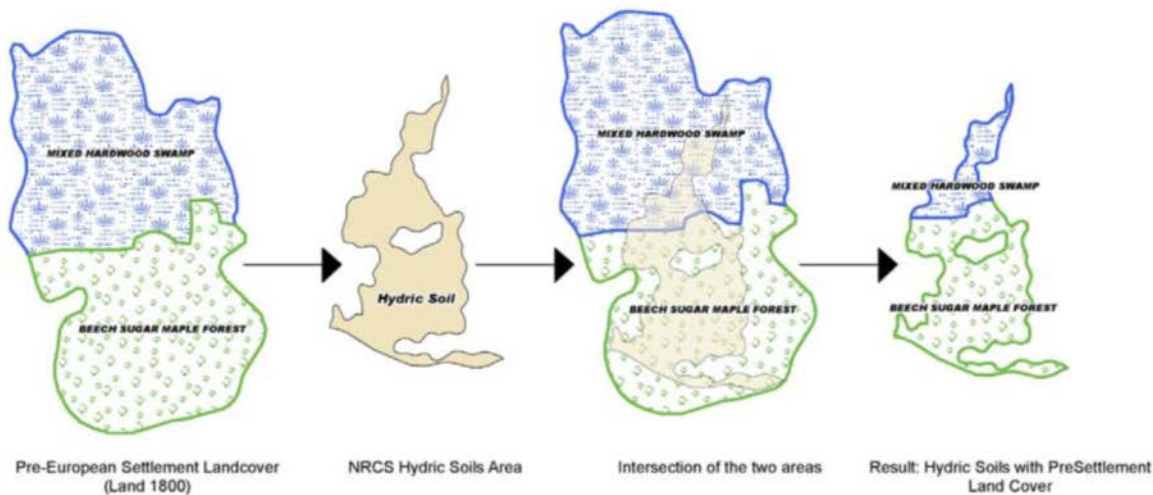 MIXED HARDWOOD SWAMP
BEECH SUGAR MAPLE FOREST
Pre-European Settlement Landcover
(Land 1800)
Hydric Soil
NRCS Hydric Soils Area
MIXED HARDWOOD SWAMP
BEECH SUGAR MAPLE FOREST
Intersection of the two areas
MIXED HARDWOOD SWAMP
BEECH SUGAR MAPLE FOREST
Result: Hydric Soils with PreSettlement
Land Cover